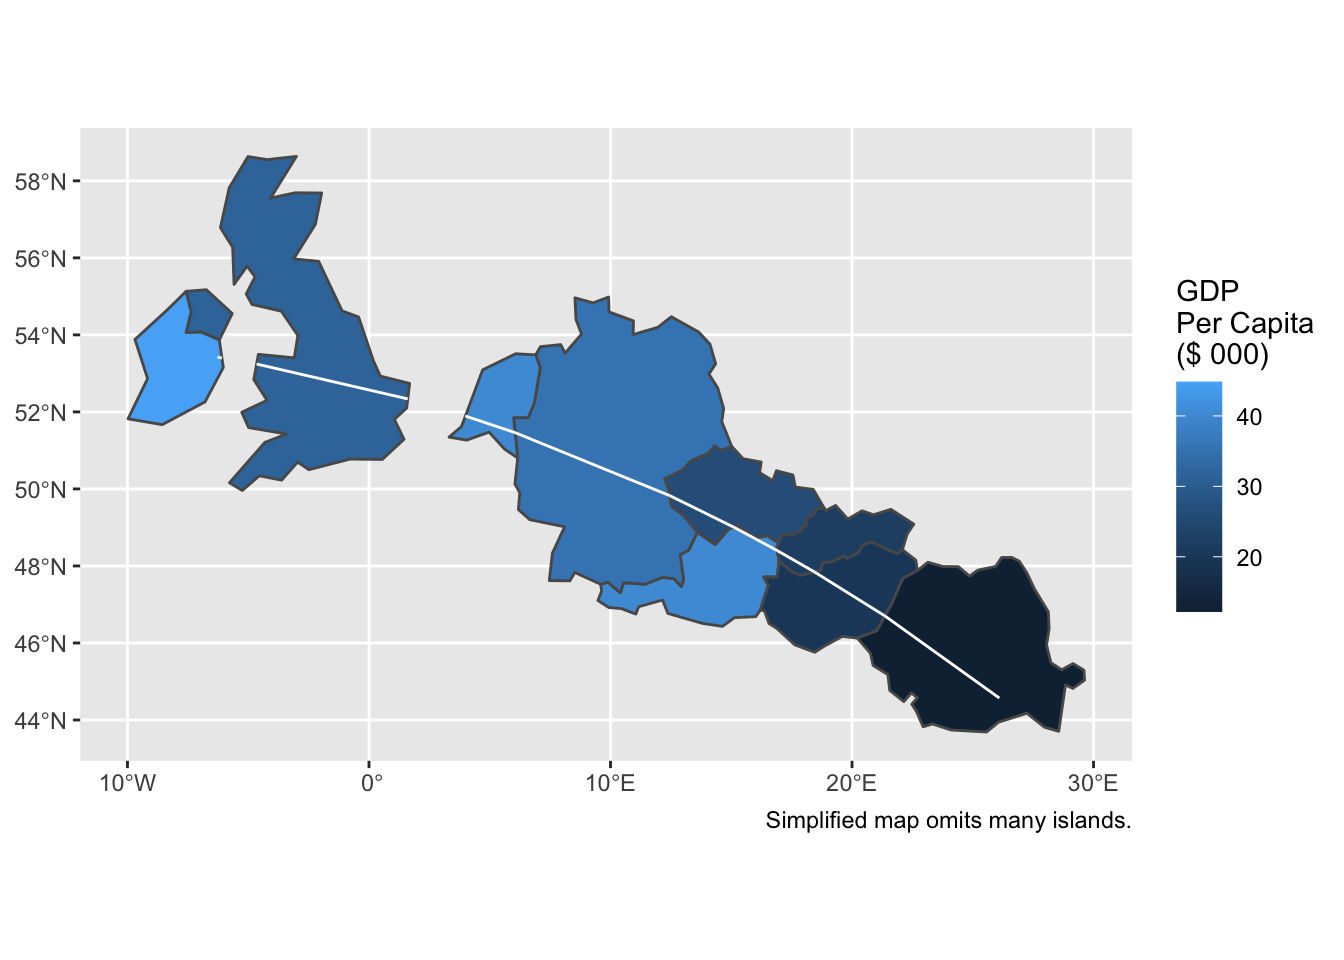 58°N
56°N
54°N
52°N
50°N
48°N
46°N
44°N
10°W 0° 10°E 20°E 30°E
Simplified map omits many islands.
GDP
Per Capita
($ 000)
40
30
20